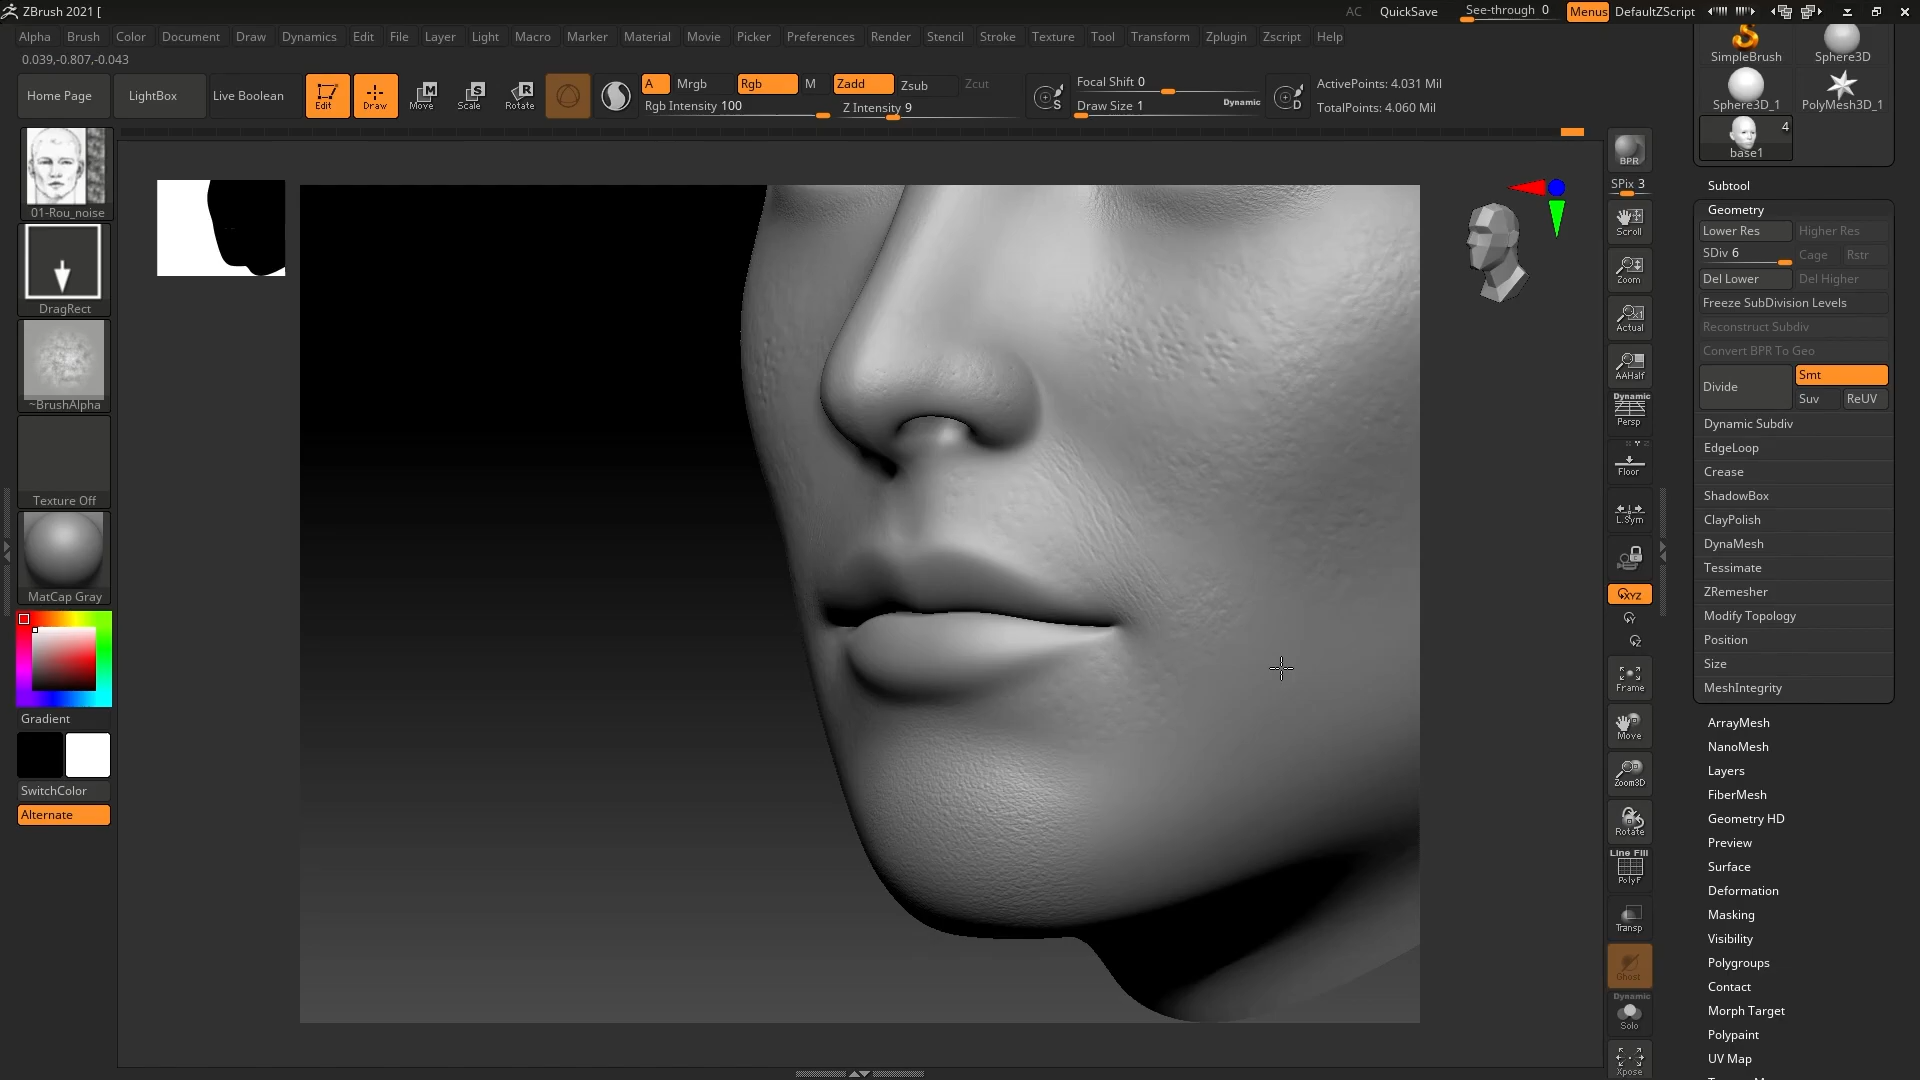 ZBrush 2021 [
AC
QuickSave
See-through 0
Menus
DefaultZScript
Alpha Brush Color Document Draw Dynamics Edit File Layer Light Macro Marker Material Movie Picker Preferences Render Stencil Stroke Texture Tool Transform Zplugin Zscript Help
0.039,-0.807,-0.043
Home Page
LightBox
Live Boolean
Edit
Draw
Move
Scale
Rotate
A
Mrgb
Rgb
M
Zadd
Zsub
Zcut
Rgb Intensity 100
Z Intensity 9
S
Focal Shift 0
Draw Size 1
Dynamic
D
ActivePoints: 4.031 Mil
TotalPoints: 4.060 Mil
01-Rou_noise
DragRect
~BrushAlpha
Texture Off
MatCap Gray
Gradient
SwitchColor
Alternate
BPR
SPix 3
Scroll
Zoom
Actual
AAHalf
Dynamic
Persp
Floor
L.Sym
XYZ
Y
Z
Frame
Move
Zoom3D
Rotate
Line Fill
PolyF
Transp
Ghost
Dynamic
Solo
Xpose
SimpleBrush
Sphere3D
Sphere3D_1
PolyMesh3D_1
4
base1
Subtool
Geometry
Lower Res
Higher Res
SDiv 6
Cage
Rstr
Del Lower
Del Higher
Freeze SubDivision Levels
Reconstruct Subdiv
Convert BPR To Geo
Divide
Smt
Suv
ReUV
Dynamic Subdiv
EdgeLoop
Crease
ShadowBox
ClayPolish
DynaMesh
Tessimate
ZRemesher
Modify Topology
Position
Size
MeshIntegrity
ArrayMesh
NanoMesh
Layers
FiberMesh
Geometry HD
Preview
Surface
Deformation
Masking
Visibility
Polygroups
Contact
Morph Target
Polypaint
UV Map